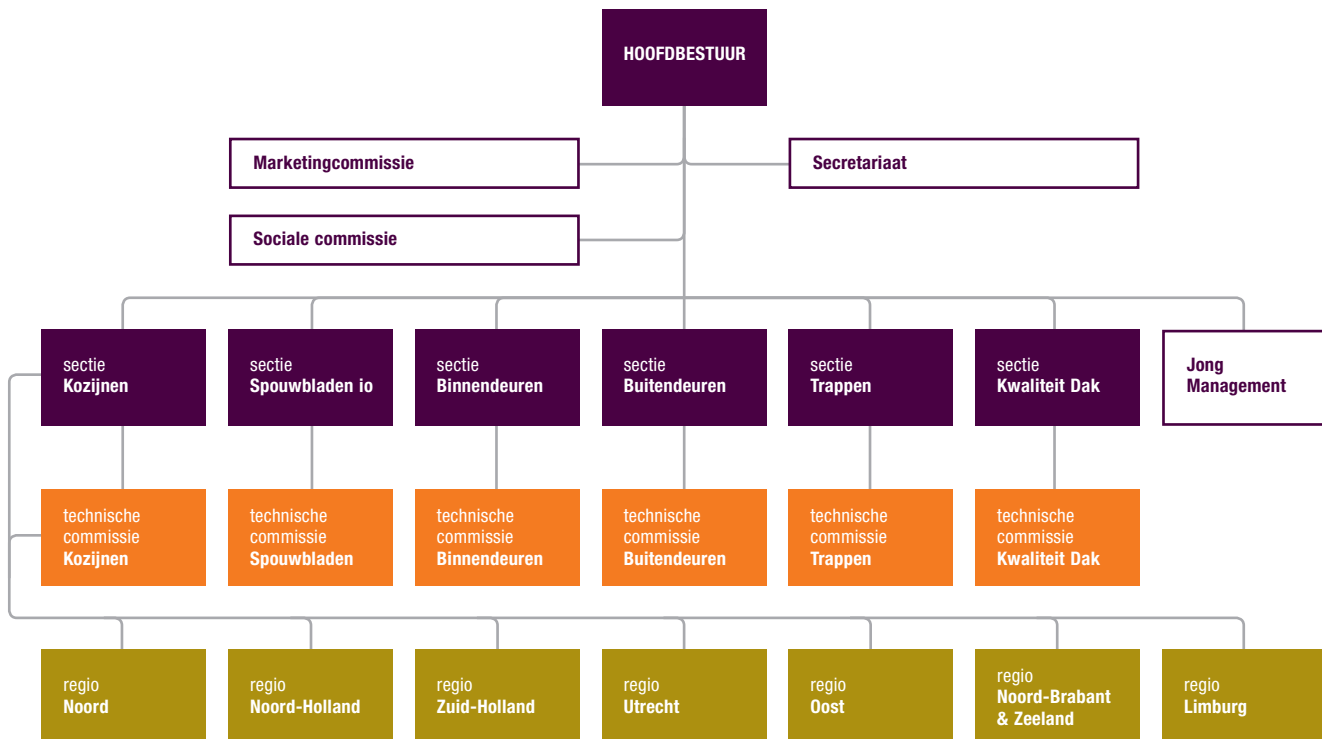 HOOFDBESTUUR
Marketingcommissie
Secretariaat
Sociale commissie
sectie
Kozijnen
sectie
Spouwbladen io
sectie
Binnendeuren
sectie
Buitendeuren
sectie
Trappen
sectie
Kwaliteit Dak
Jong
Management
technische
commissie
Kozijnen
technische
commissie
Spouwbladen
technische
commissie
Binnendeuren
technische
commissie
Buitendeuren
technische
commissie
Trappen
technische
commissie
Kwaliteit Dak
regio
Noord
regio
Noord-Holland
regio
Zuid-Holland
regio
Utrecht
regio
Oost
regio
Noord-Brabant
& Zeeland
regio
Limburg